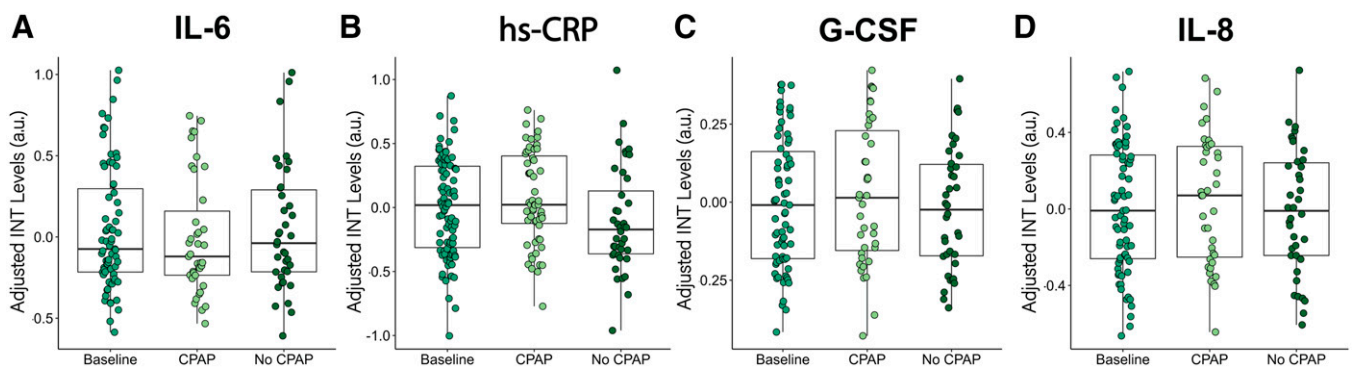 A
IL-6
Adjusted INT Levels (a.u.)
1.0
0.5
0.0
-0.5
Baseline
CPAP
No CPAP
B
hs-CRP
Adjusted INT Levels (a.u.)
1.0
0.5
0.0
-0.5
-1.0
Baseline
CPAP
No CPAP
C
G-CSF
Adjusted INT Levels (a.u.)
0.25
0.00
0.25
Baseline
CPAP
No CPAP
D
IL-8
Adjusted INT Levels (a.u.)
0.4
0.0
-0.4
Baseline
CPAP
No CPAP